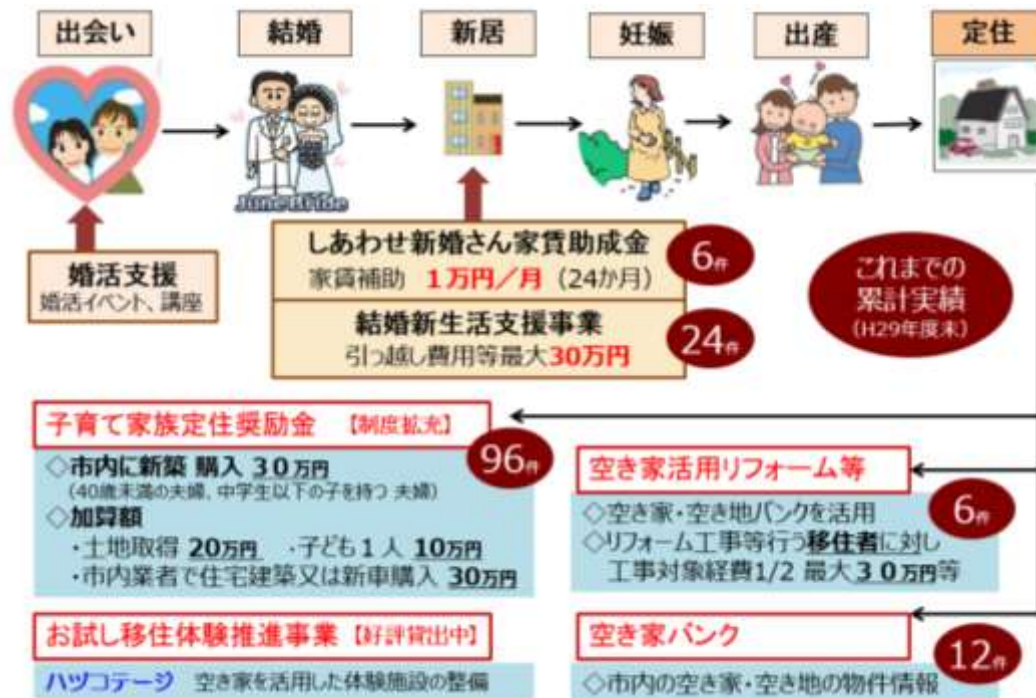 出会い
結婚
新居
妊娠
出産
定住
June Bride
婚活支援
婚活イベント、講座
しあわせ新婚さん家賃助成金
家賃補助 1万円/月 (24か月)
6件
結婚新生活支援事業
引っ越し費用等最大30万円
24件
これまでの
累計実績
(H29年度末)
子育て家族定住奨励金 【制度拡充】
96件
◇市内に新築 購入 30万円
(40歳未満の夫婦、中学生以下の子を持つ 夫婦)
◇加算額
・土地取得 20万円 ・子ども1人 10万円
・市内業者で住宅建築又は新車購入 30万円
空き家活用リフォーム等
6件
◇空き家・空き地バンクを活用
◇リフォーム工事等行う移住者に対し
工事対象経費1/2 最大30万円等
お試し移住体験推進事業 【好評貸出中】
ハヅコテージ 空き家を活用した体験施設の整備
空き家バンク
12件
◇市内の空き家・空き地の物件情報